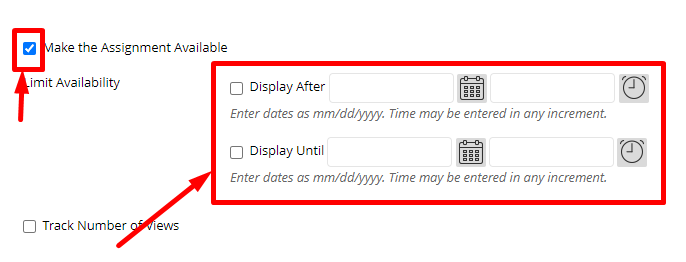 Make the Assignment Available
Limit Availability
Display After
Enter dates as mm/dd/yyyy. Time may be entered in any increment.
Display Until
Enter dates as mm/dd/yyyy. Time may be entered in any increment.
Track Number of Views